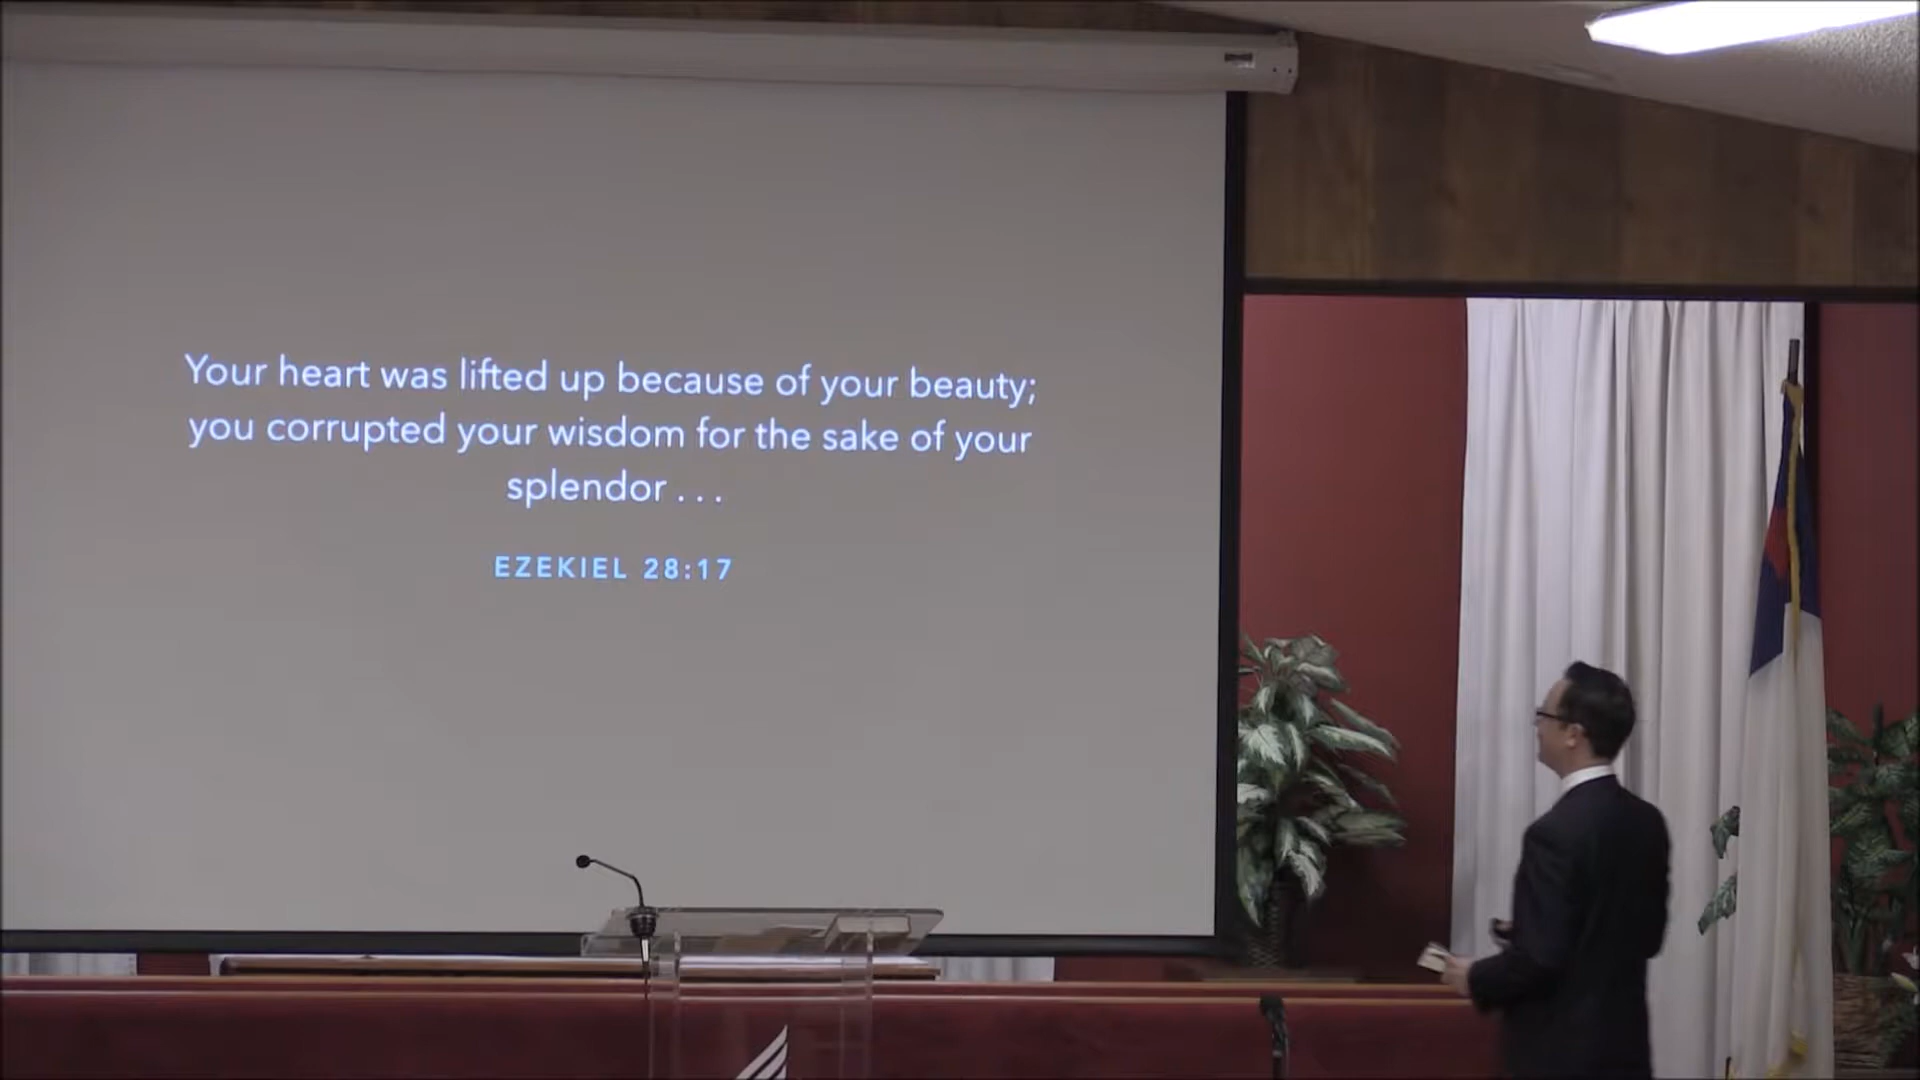 Your heart was lifted up because of your beauty;
you corrupted your wisdom for the sake of your
splendor . . .
EZEKIEL 28:17